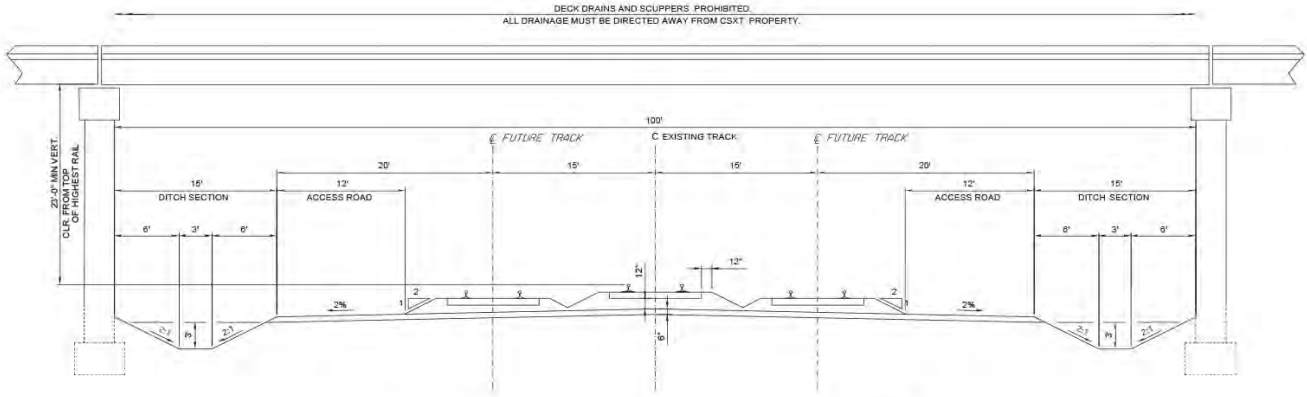 DECK DRAINS AND SCUPPERS PROHIBITED.
ALL DRAINAGE MUST BE DIRECTED AWAY FROM CSXT PROPERTY.
23'-0" MIN VERT.
CLR. FROM TOP
OF HIGHEST RAIL
100'
℄ FUTURE TRACK
℄ EXISTING TRACK
℄ FUTURE TRACK
20'
15'
15'
20'
15'
12'
12'
15'
DITCH SECTION
ACCESS ROAD
ACCESS ROAD
DITCH SECTION
6'
3'
6'
6'
3'
6'
12"
12"
2
1
2
1
2%
2%
2:1
3'
2:1
6"
2:1
3'
2:1